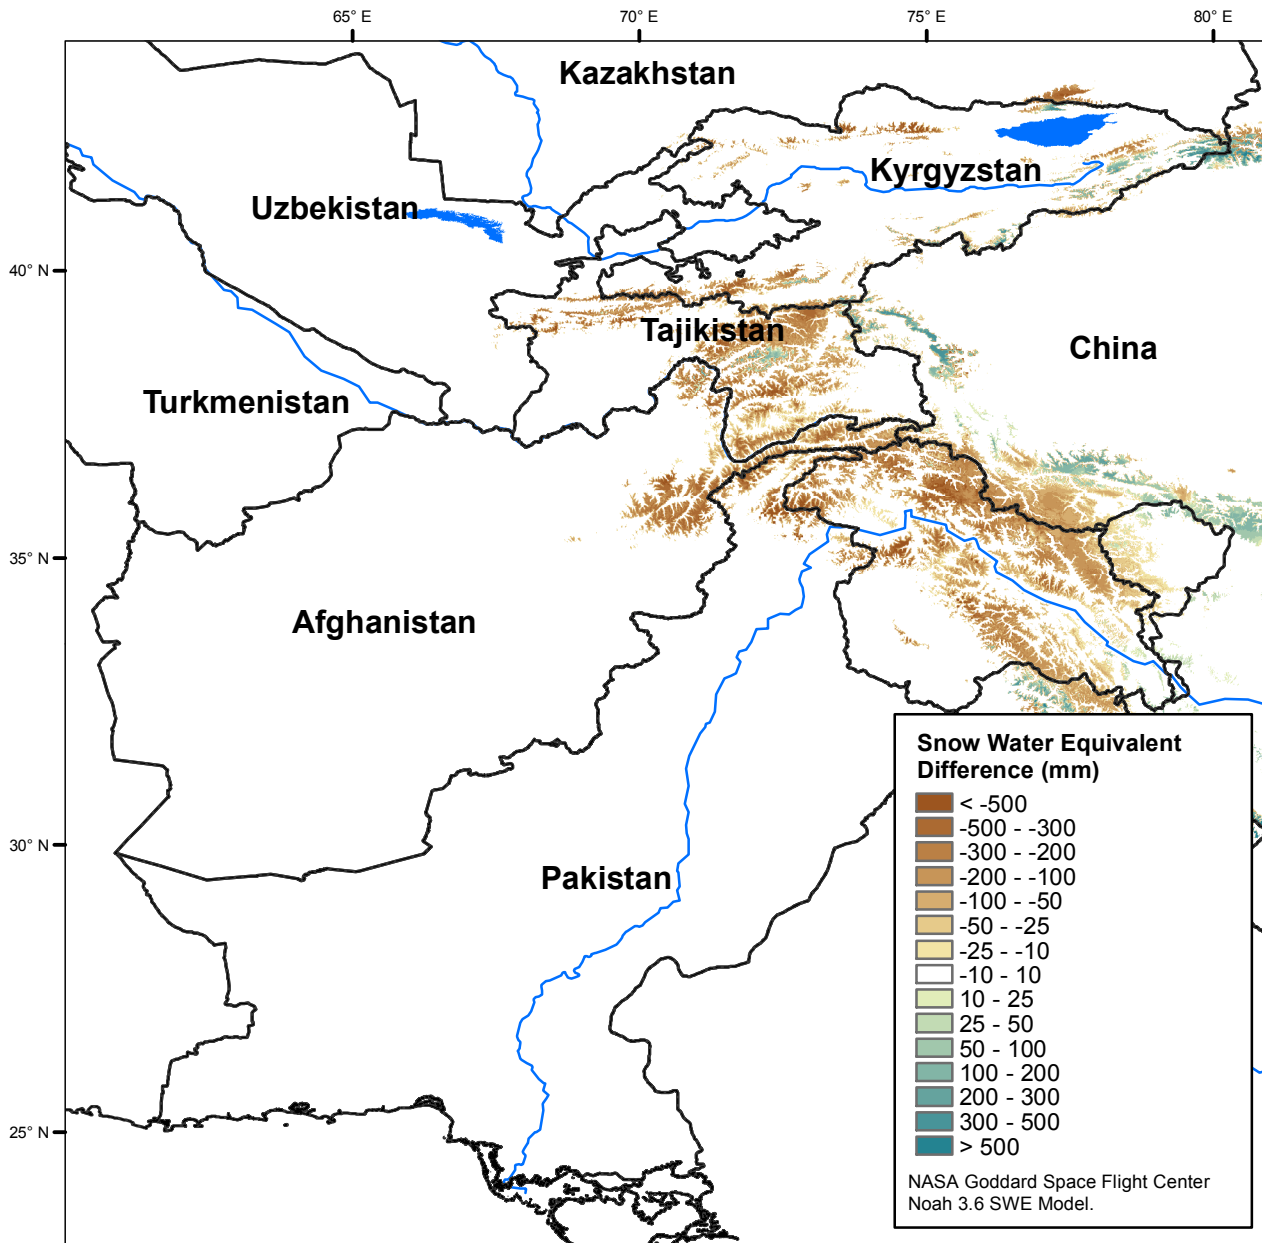 65° E
70° E
75° E
80° E
Kazakhstan
Kyrgyzstan
Uzbekistan
40° N
Tajikistan
China
Turkmenistan
35° N
Afghanistan
30° N
Pakistan
25° N
Snow Water Equivalent
Difference (mm)
< -500
-500 - -300
-300 - -200
-200 - -100
-100 - -50
-50 - -25
-25 - -10
-10 - 10
10 - 25
25 - 50
50 - 100
100 - 200
200 - 300
300 - 500
> 500
NASA Goddard Space Flight Center
Noah 3.6 SWE Model.